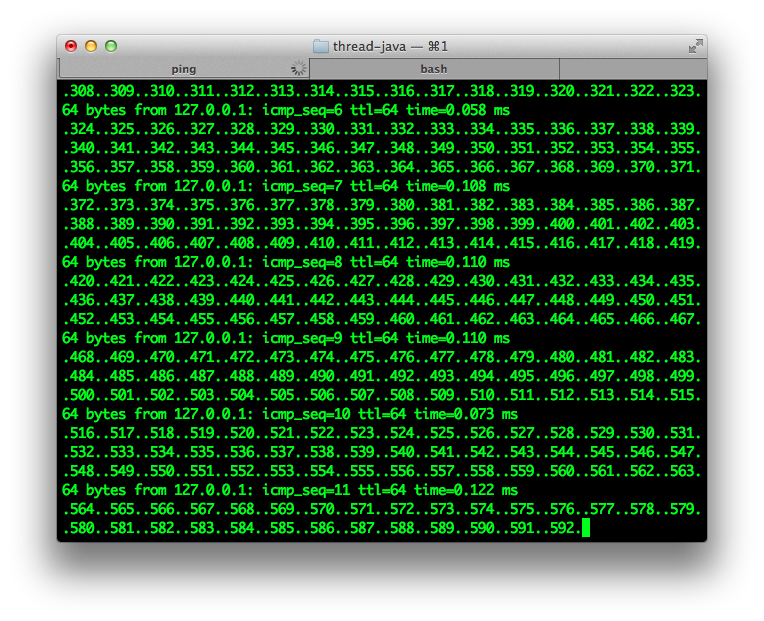 thread-java — ⌘1
ping
bash
.308..309..310..311..312..313..314..315..316..317..318..319..320..321..322..323.
64 bytes from 127.0.0.1: icmp_seq=6 ttl=64 time=0.058 ms
.324..325..326..327..328..329..330..331..332..333..334..335..336..337..338..339.
.340..341..342..343..344..345..346..347..348..349..350..351..352..353..354..355.
.356..357..358..359..360..361..362..363..364..365..366..367..368..369..370..371.
64 bytes from 127.0.0.1: icmp_seq=7 ttl=64 time=0.108 ms
.372..373..374..375..376..377..378..379..380..381..382..383..384..385..386..387.
.388..389..390..391..392..393..394..395..396..397..398..399..400..401..402..403.
.404..405..406..407..408..409..410..411..412..413..414..415..416..417..418..419.
64 bytes from 127.0.0.1: icmp_seq=8 ttl=64 time=0.110 ms
.420..421..422..423..424..425..426..427..428..429..430..431..432..433..434..435.
.436..437..438..439..440..441..442..443..444..445..446..447..448..449..450..451.
.452..453..454..455..456..457..458..459..460..461..462..463..464..465..466..467.
64 bytes from 127.0.0.1: icmp_seq=9 ttl=64 time=0.110 ms
.468..469..470..471..472..473..474..475..476..477..478..479..480..481..482..483.
.484..485..486..487..488..489..490..491..492..493..494..495..496..497..498..499.
.500..501..502..503..504..505..506..507..508..509..510..511..512..513..514..515.
64 bytes from 127.0.0.1: icmp_seq=10 ttl=64 time=0.073 ms
.516..517..518..519..520..521..522..523..524..525..526..527..528..529..530..531.
.532..533..534..535..536..537..538..539..540..541..542..543..544..545..546..547.
.548..549..550..551..552..553..554..555..556..557..558..559..560..561..562..563.
64 bytes from 127.0.0.1: icmp_seq=11 ttl=64 time=0.122 ms
.564..565..566..567..568..569..570..571..572..573..574..575..576..577..578..579.
.580..581..582..583..584..585..586..587..588..589..590..591..592.